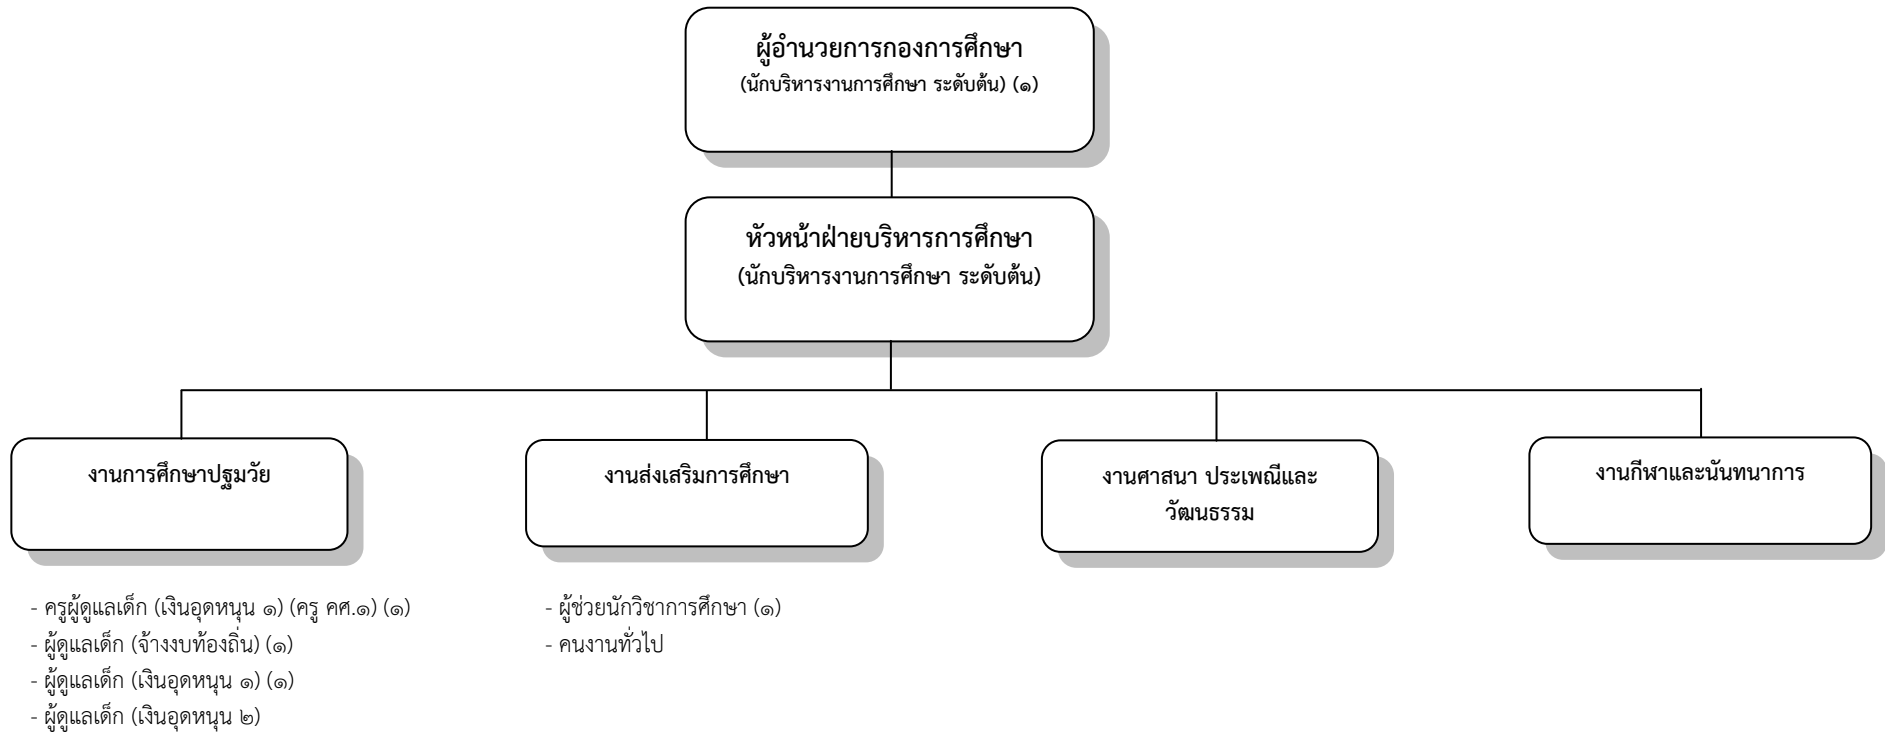 ผู้อำนวยการกองการศึกษา
(นักบริหารงานการศึกษา ระดับต้น) (๑)
หัวหน้าฝ่ายบริหารการศึกษา
(นักบริหารงานการศึกษา ระดับต้น)
งานการศึกษาปฐมวัย
งานส่งเสริมการศึกษา
งานศาสนา ประเพณีและ
วัฒนธรรม
งานกีฬาและนันทนาการ
- ครูผู้ดูแลเด็ก (เงินอุดหนุน ๑) (ครู คศ.๑) (๑)
- ผู้ดูแลเด็ก (จ้างงบท้องถิ่น) (๑)
- ผู้ดูแลเด็ก (เงินอุดหนุน ๑) (๑)
- ผู้ดูแลเด็ก (เงินอุดหนุน ๒)
- ผู้ช่วยนักวิชาการศึกษา (๑)
- คนงานทั่วไป